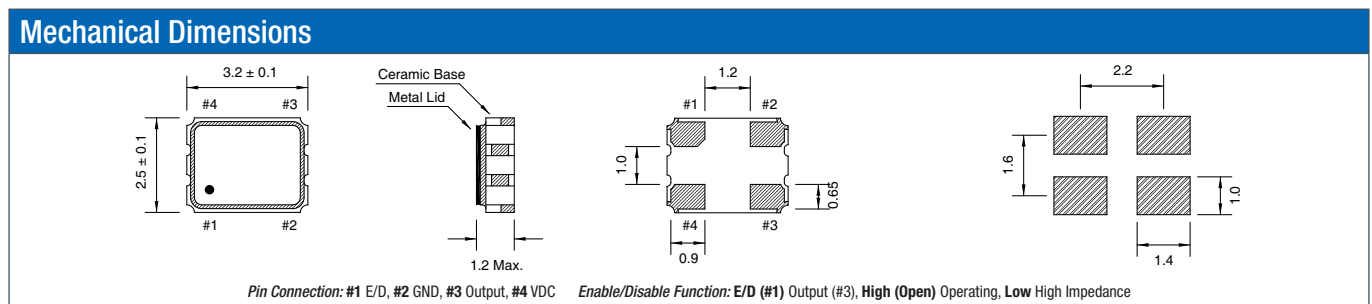 Mechanical Dimensions
3.2 ± 0.1
#4 #3
2.5 ± 0.1
#1 #2
Ceramic Base
Metal Lid
1.2 Max.
1.2
#1 #2
1.0
0.65
#4 #3
0.9
2.2
1.6
1.0
1.4
Pin Connection: #1 E/D, #2 GND, #3 Output, #4 VDC Enable/Disable Function: E/D (#1) Output (#3), High (Open) Operating, Low High Impedance